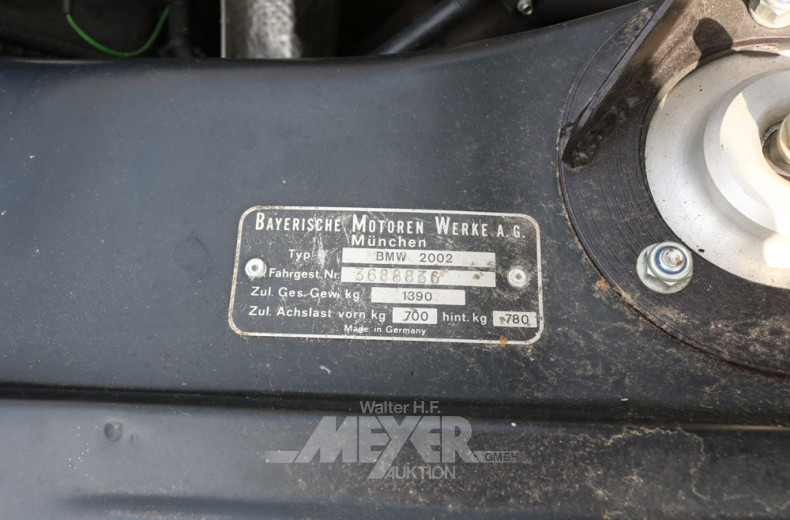 BAYERISCHE MOTOREN WERKE A.G.
München
Typ BMW 2002
Fahrgest. Nr. 3688836
Zul. Ges. Gew. kg 1390
Zul. Achslast vorn kg 700 hint. kg 780
Made in Germany
Walter H.F.
MEYER
GMBH
AUKTION